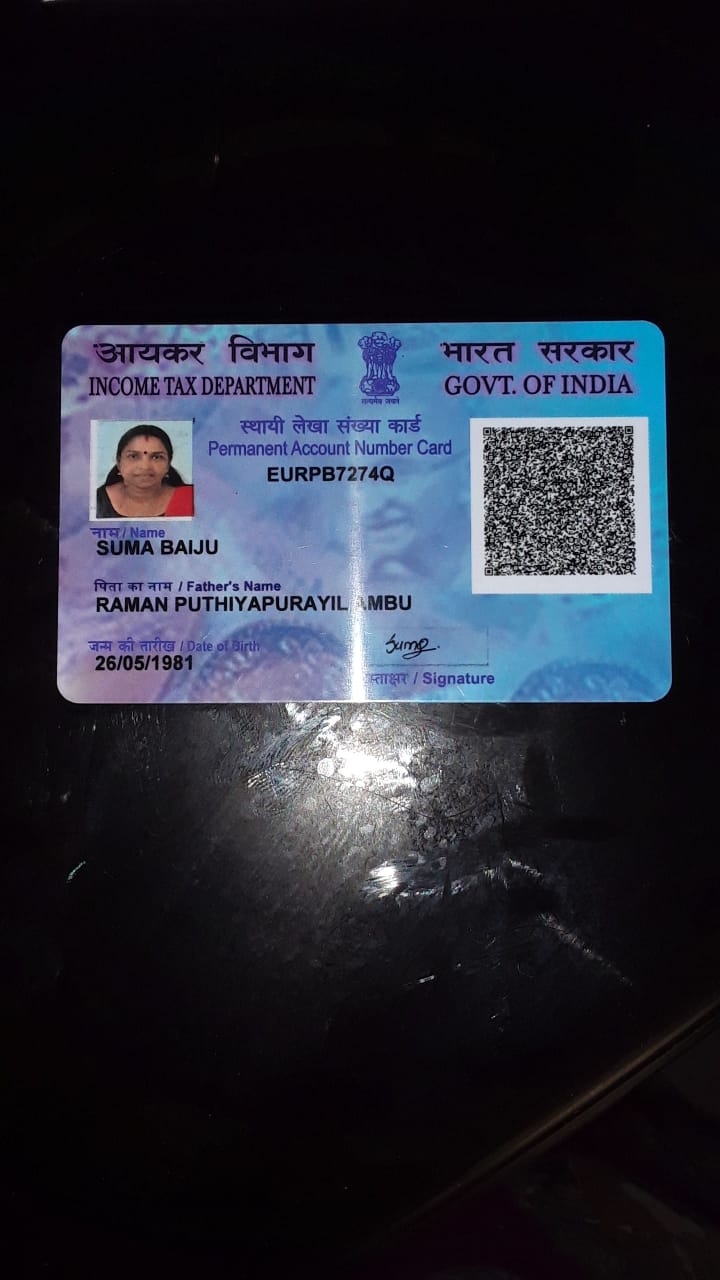 आयकर विभाग
INCOME TAX DEPARTMENT
सत्यमेव जयते
भारत सरकार
GOVT. OF INDIA
स्थायी लेखा संख्या कार्ड
Permanent Account Number Card
EURPB7274Q
नाम / Name
SUMA BAIJU
पिता का नाम / Father's Name
RAMAN PUTHIYAPURAYIL AMBU
जन्म की तारीख / Date of Birth
26/05/1981
Suma
हस्ताक्षर / Signature